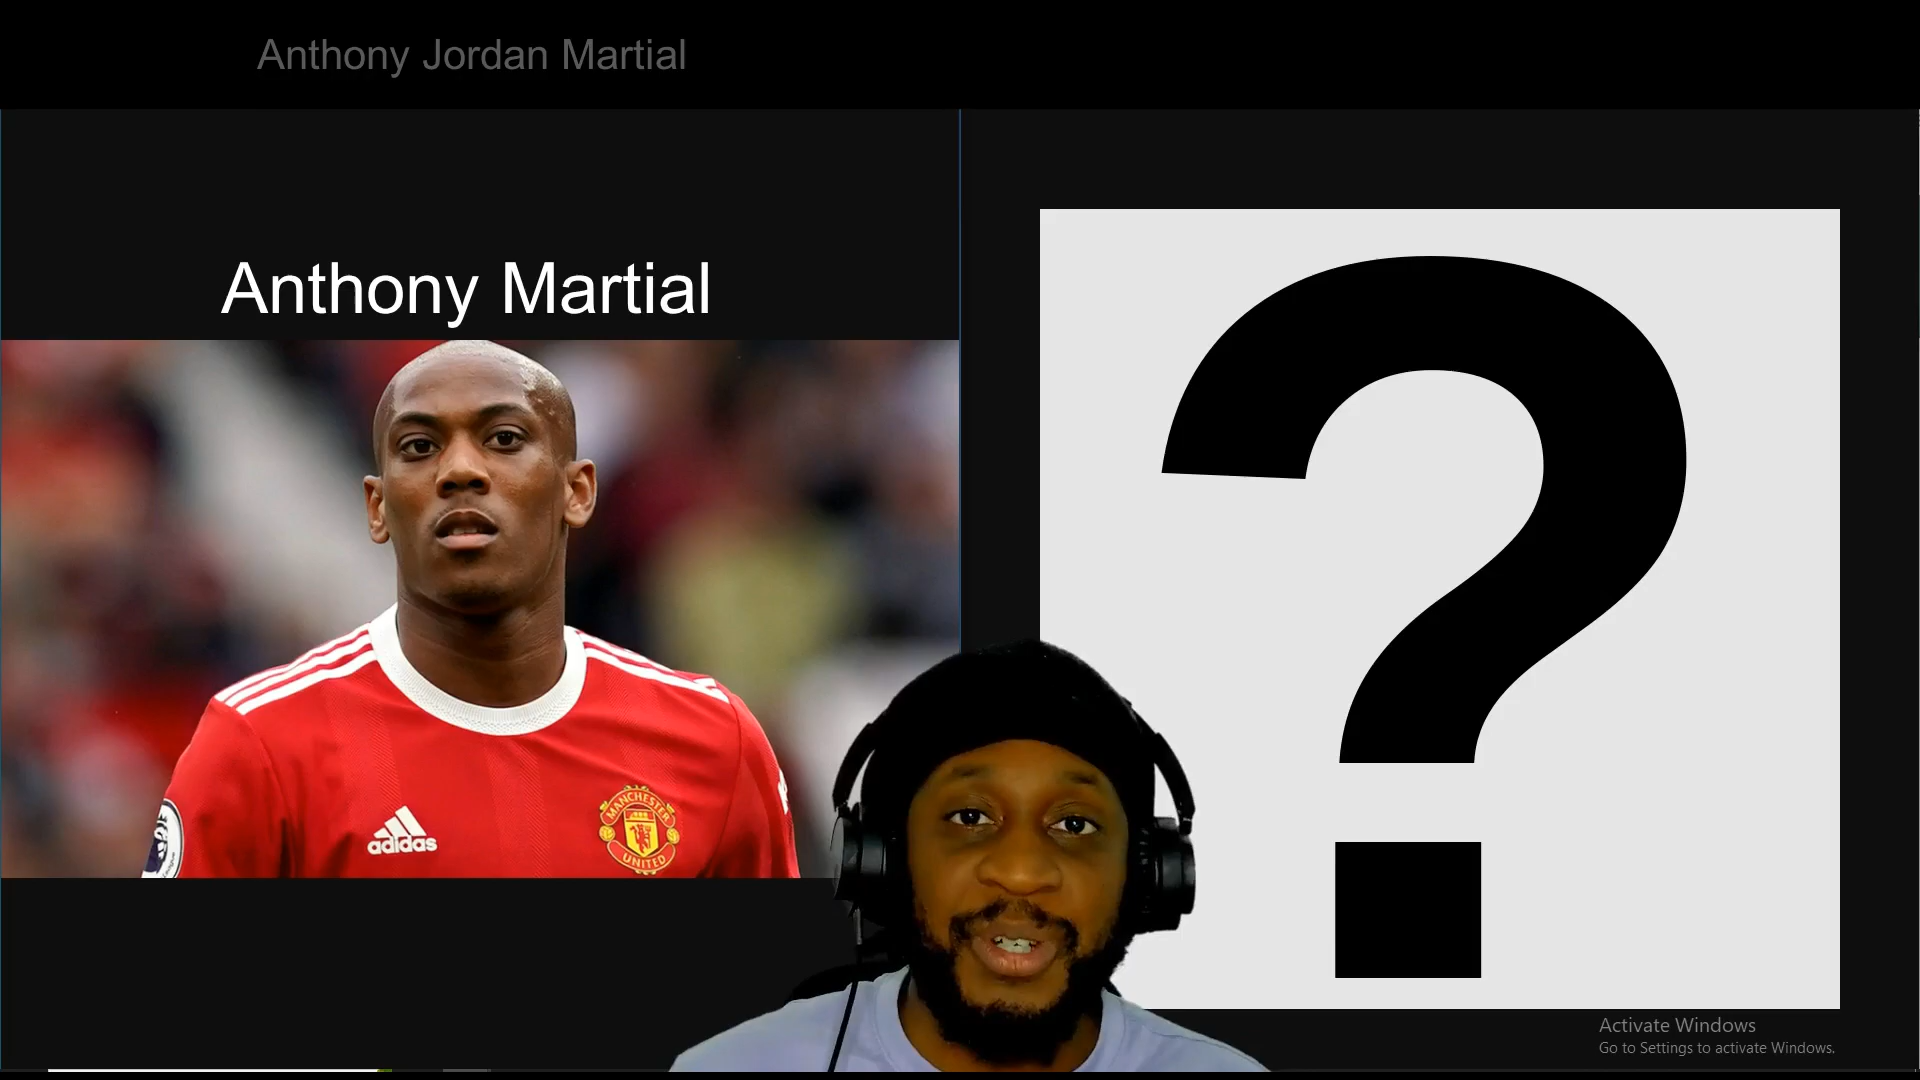 Anthony Jordan Martial
Anthony Martial
?
adidas
MANCHESTER
UNITED
Activate Windows
Go to Settings to activate Windows.